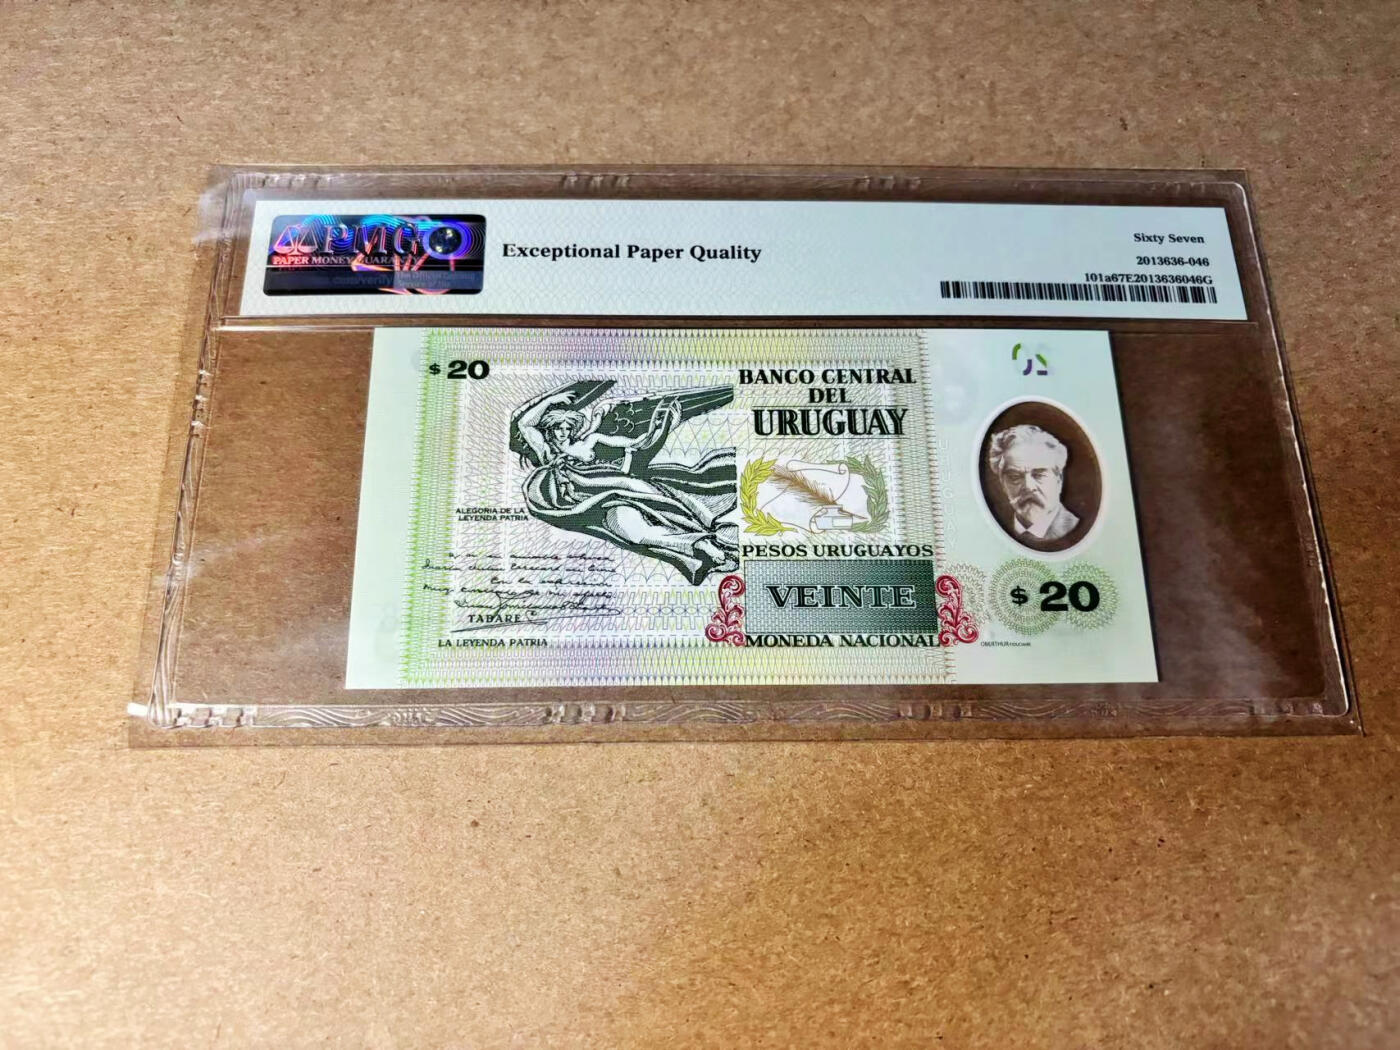 PMG
PAPER MONEY GUARANTY
Exceptional Paper Quality
Sixty Seven
2013636-046
101a67E2013636046G
$ 20
BANCO CENTRAL
DEL
URUGUAY
ALEGORIA DE LA
LEYENDA PATRIA
PESOS URUGUAYOS
VEINTE
$ 20
TABARE
LA LEYENDA PATRIA
MONEDA NACIONAL